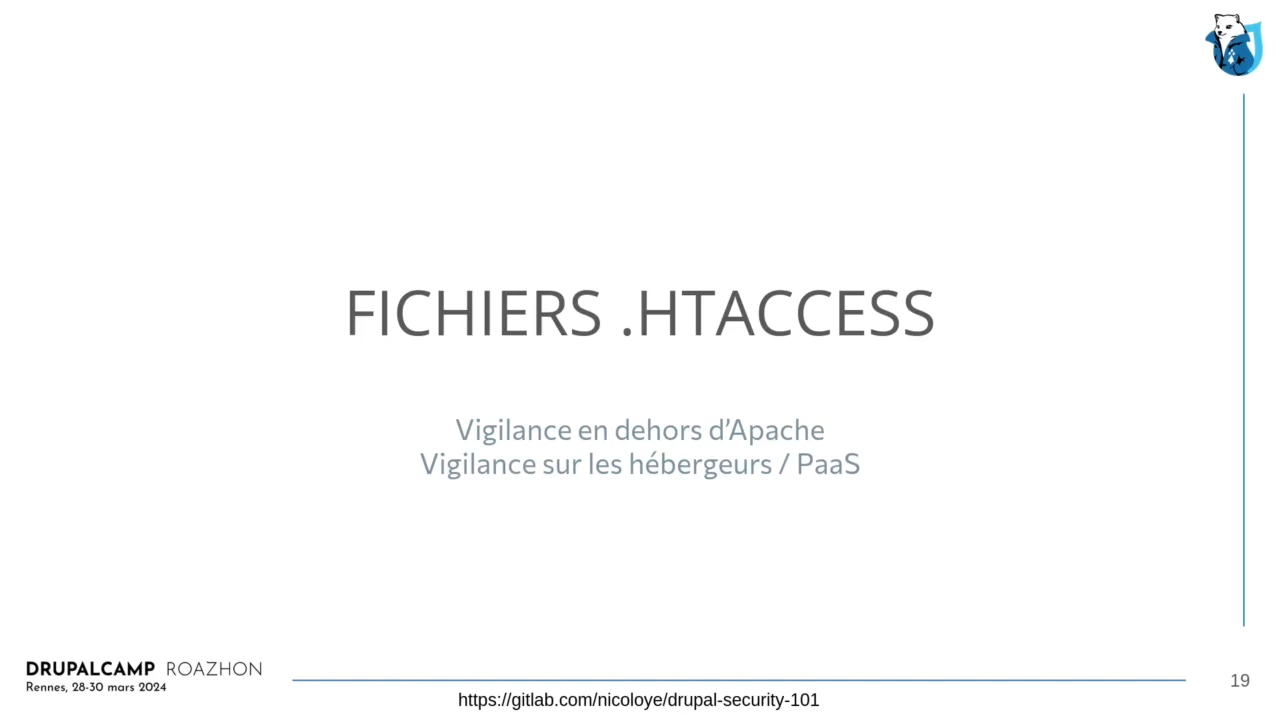 FICHIERS .HTACCESS
Vigilance en dehors d’Apache
Vigilance sur les hébergeurs / PaaS
DRUPALCAMP ROAZHON
Rennes, 28-30 mars 2024
https://gitlab.com/nicoloye/drupal-security-101
19